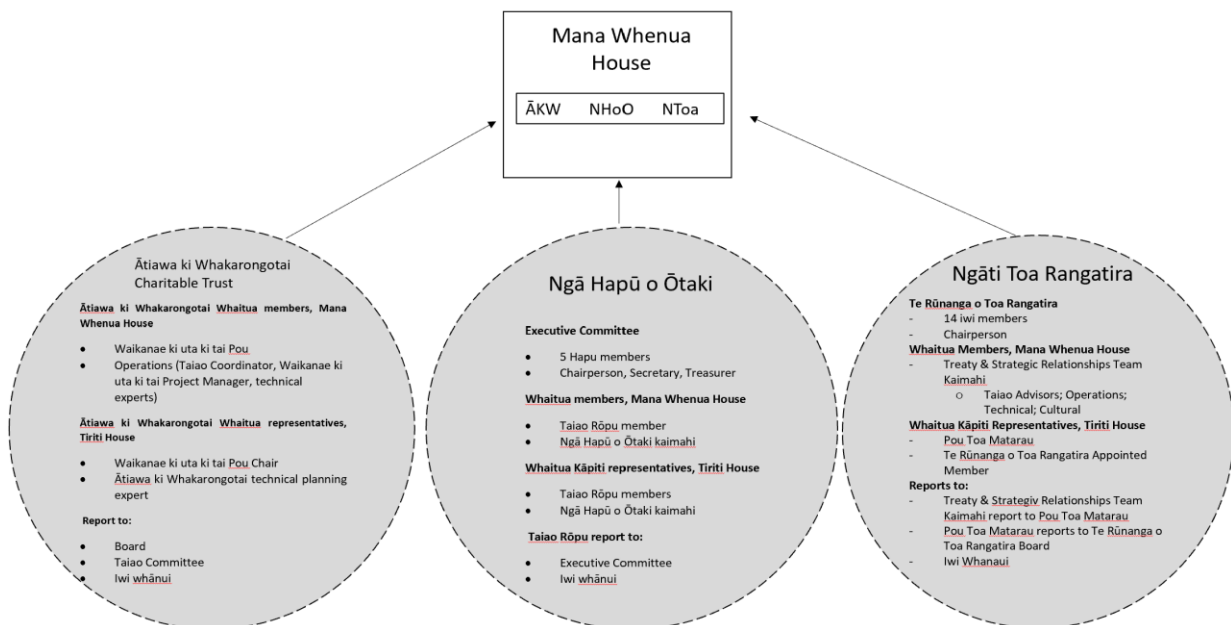 Mana Whenua
House
ĀKW NHoO NToa
Ātiawa ki Whakarongotai
Charitable Trust
Ātiawa ki Whakarongotai Whaitua members, Mana
Whenua House
• Waikanae ki uta ki tai Pou
• Operations (Taiao Coordinator, Waikanae ki
uta ki tai Project Manager, technical
experts)
Ātiawa ki Whakarongotai Whaitua representatives,
Tiriti House
• Waikanae ki uta ki tai Pou Chair
• Ātiawa ki Whakarongotai technical planning
expert
Report to:
• Board
• Taiao Committee
• Iwi whānui
Ngā Hapū o Ōtaki
Executive Committee
• 5 Hapu members
• Chairperson, Secretary, Treasurer
Whaitua members, Mana Whenua House
• Taiao Rōpu member
• Ngā Hapū o Ōtaki kaimahi
Whaitua Kāpiti representatives, Tiriti House
• Taiao Rōpu members
• Ngā Hapū o Ōtaki kaimahi
Taiao Rōpu report to:
• Executive Committee
• Iwi whānui
Ngāti Toa Rangatira
Te Rūnanga o Toa Rangatira
- 14 iwi members
- Chairperson
Whaitua Members, Mana Whenua House
- Treaty & Strategic Relationships Team
Kaimahi
o Taiao Advisors; Operations;
Technical; Cultural
Whaitua Kāpiti Representatives, Tiriti House
- Pou Toa Matarau
- Te Rūnanga o Toa Rangatira Appointed
Member
Reports to:
- Treaty & Strategiv Relationships Team
Kaimahi report to Pou Toa Matarau
- Pou Toa Matarau reports to Te Rūnanga o
Toa Rangatira Board
- Iwi Whanaui